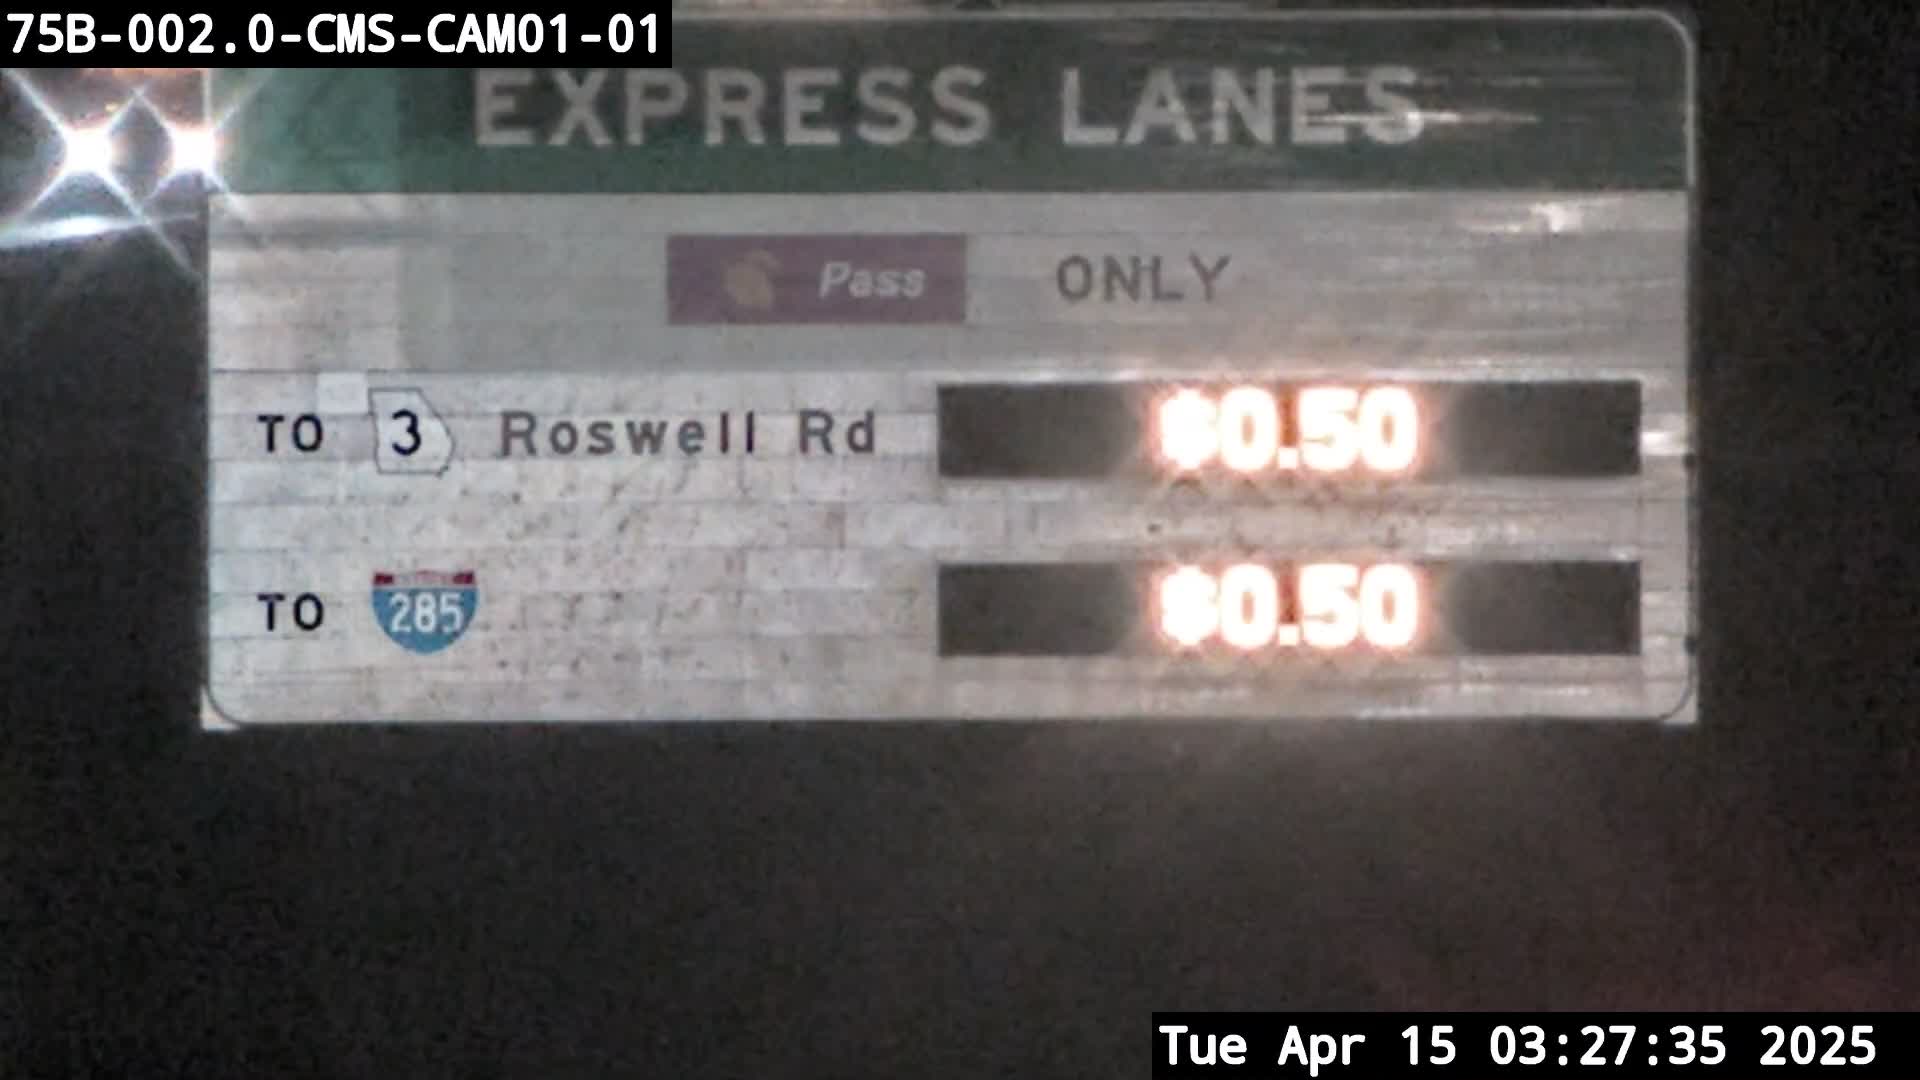 75B-002.0-CMS-CAM01-01
EXPRESS LANES
Pass ONLY
TO 3 Roswell Rd $0.50
TO 285 $0.50
Tue Apr 15 03:27:35 2025